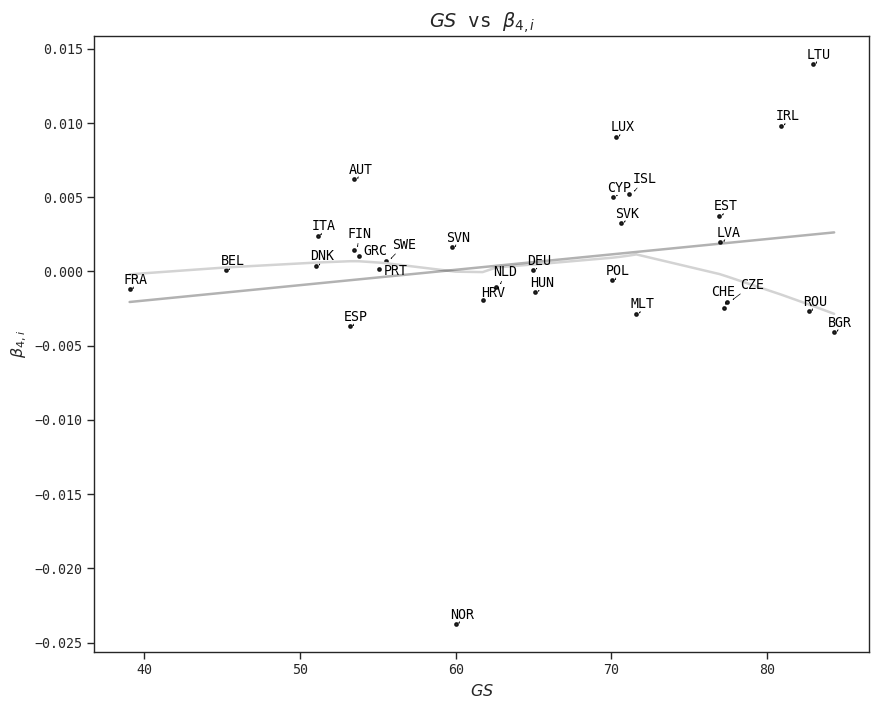 GS vs β4,i
0.015
0.010
0.005
0.000
−0.005
−0.010
−0.015
−0.020
−0.025
β4,i
LTU
IRL
LUX
AUT
ISL
CYP
EST
SVK
ITA
FIN
LVA
SVN
SWE
GRC
DNK
BEL
DEU
PRT
NLD
POL
FRA
HUN
CZE
HRV
CHE
MLT
ROU
ESP
BGR
NOR
40
50
60
70
80
GS